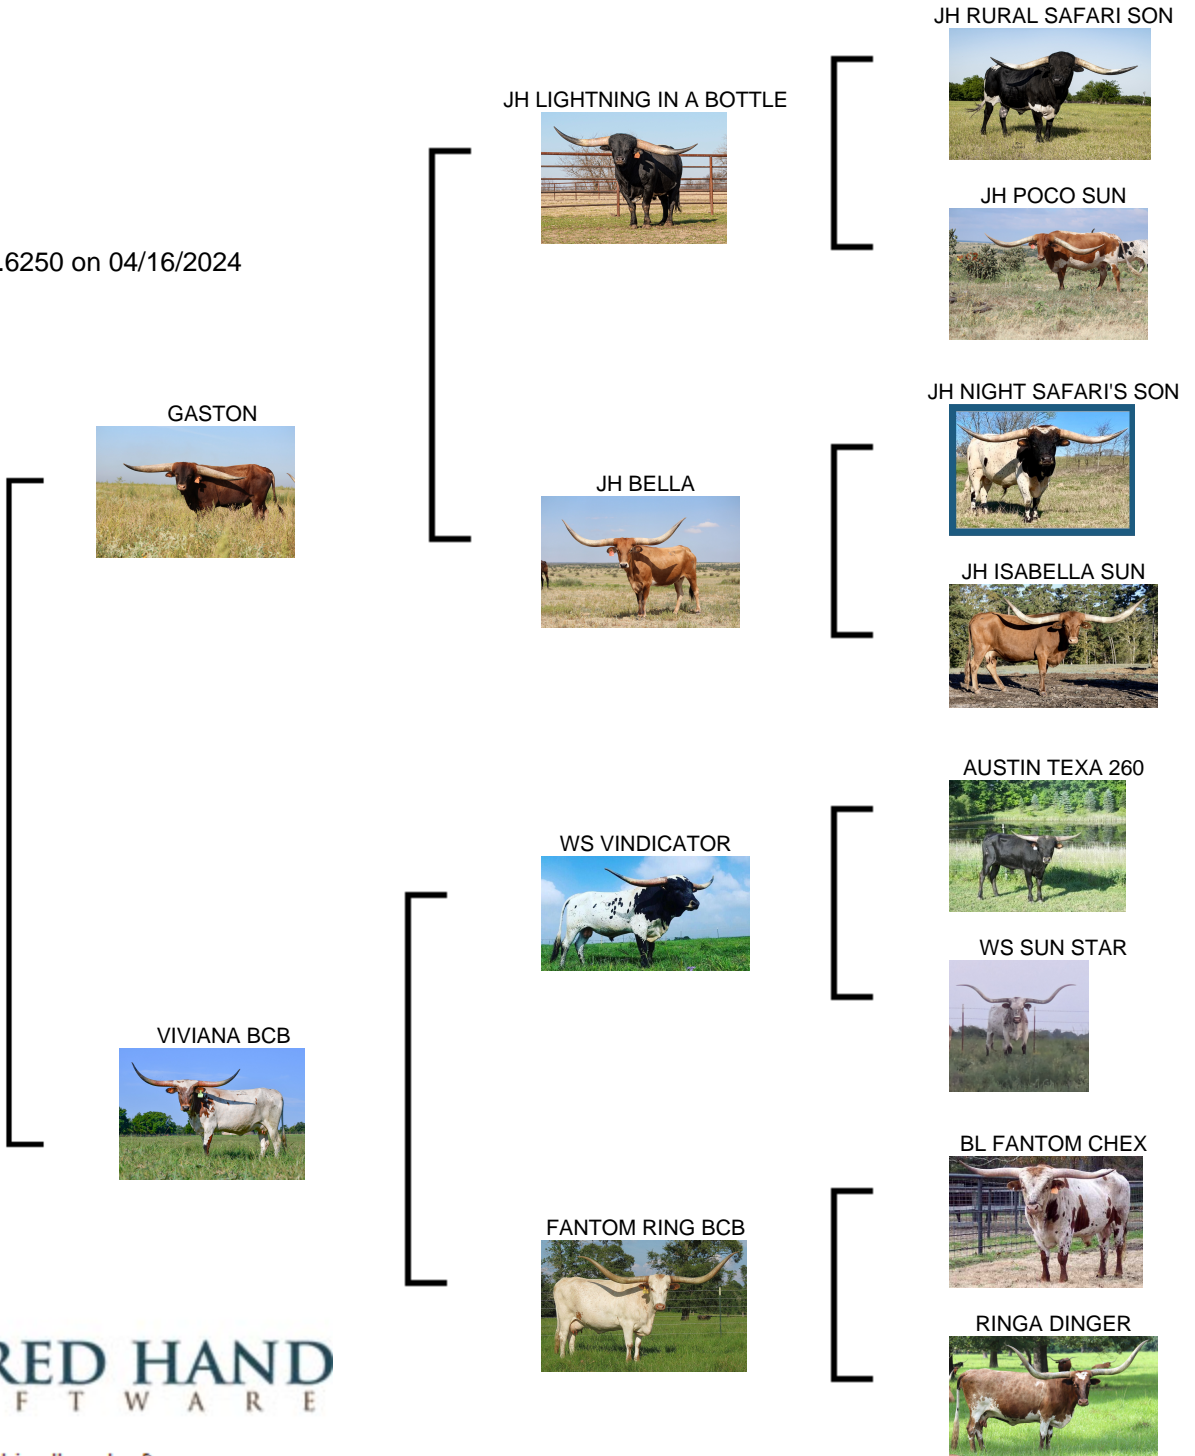 JH RURAL SAFARI SON
JH LIGHTNING IN A BOTTLE
JH POCO SUN
.6250 on 04/16/2024
JH NIGHT SAFARI'S SON
GASTON
JH BELLA
JH ISABELLA SUN
AUSTIN TEXA 260
WS VINDICATOR
WS SUN STAR
VIVIANA BCB
BL FANTOM CHEX
FANTOM RING BCB
RINGA DINGER
RED HAND
F T W A R E